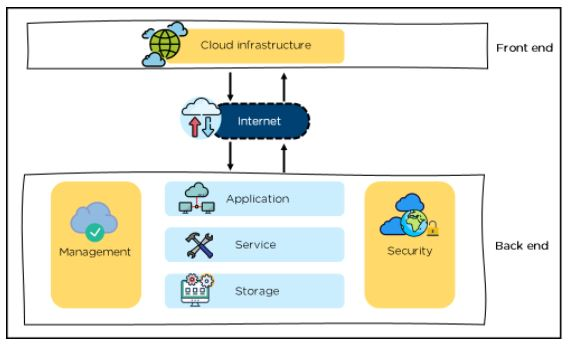 Cloud infrastructure
Front end
Internet
Application
Management
Service
Security
Back end
Storage